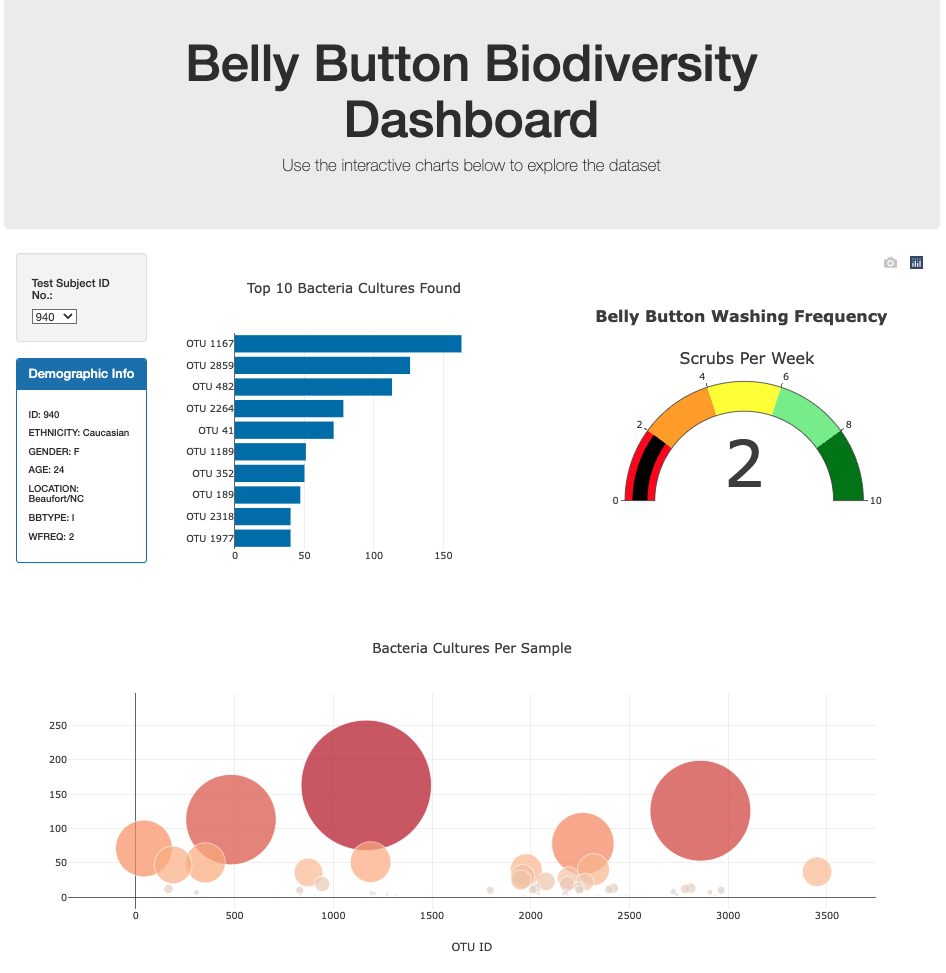 Belly Button Biodiversity
Dashboard
Use the interactive charts below to explore the dataset
Test Subject ID
No.:
940
Demographic Info
ID: 940
ETHNICITY: Caucasian
GENDER: F
AGE: 24
LOCATION:
Beaufort/NC
BBTYPE: I
WFREQ: 2
Top 10 Bacteria Cultures Found
OTU 1167
OTU 2859
OTU 482
OTU 2264
OTU 41
OTU 1189
OTU 352
OTU 189
OTU 2318
OTU 1977
0 50 100 150
Belly Button Washing Frequency
Scrubs Per Week
4 6
2 8
2
0 10
Bacteria Cultures Per Sample
250
200
150
100
50
0
0 500 1000 1500 2000 2500 3000 3500
OTU ID